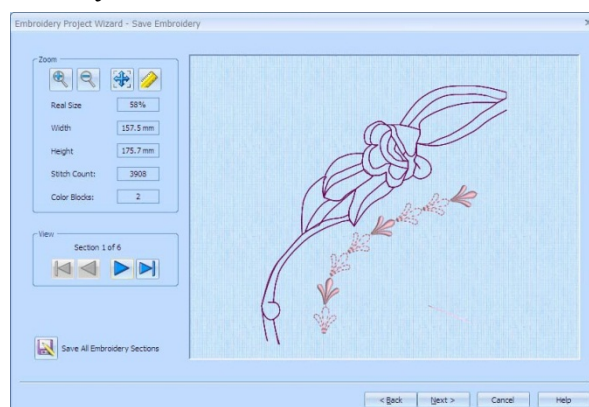 Embroidery Project Wizard - Save Embroidery
Zoom
Real Size 58%
Width 157.5 mm
Height 175.7 mm
Stitch Count: 3908
Color Blocks: 2
View
Section 1 of 6
Save All Embroidery Sections
< Back Next > Cancel Help